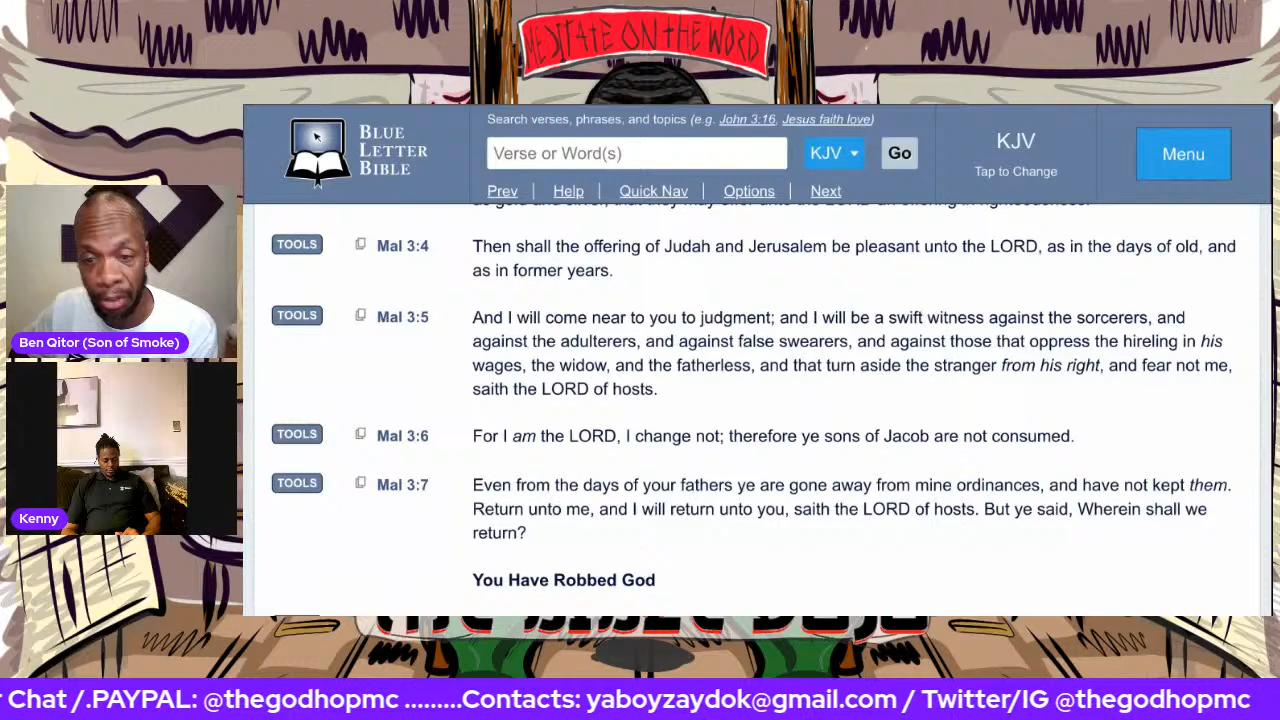 MEDITATE ON THE WORD
BLUE
LETTER
BIBLE
Search verses, phrases, and topics (e.g. John 3:16, Jesus faith love)
Verse or Word(s)
KJV
Go
KJV
Tap to Change
Menu
Prev | Help | Quick Nav | Options | Next
TOOLS Mal 3:4 Then shall the offering of Judah and Jerusalem be pleasant unto the LORD, as in the days of old, and
as in former years.
TOOLS Mal 3:5 And I will come near to you to judgment; and I will be a swift witness against the sorcerers, and
against the adulterers, and against false swearers, and against those that oppress the hireling in his
wages, the widow, and the fatherless, and that turn aside the stranger from his right, and fear not me,
saith the LORD of hosts.
TOOLS Mal 3:6 For I am the LORD, I change not; therefore ye sons of Jacob are not consumed.
TOOLS Mal 3:7 Even from the days of your fathers ye are gone away from mine ordinances, and have not kept them.
Return unto me, and I will return unto you, saith the LORD of hosts. But ye said, Wherein shall we
return?
You Have Robbed God
Ben Qitor (Son of Smoke)
Kenny
Chat /.PAYPAL: @thegodhopmc .........Contacts: yaboyzaydok@gmail.com / Twitter/IG @thegodhopmc